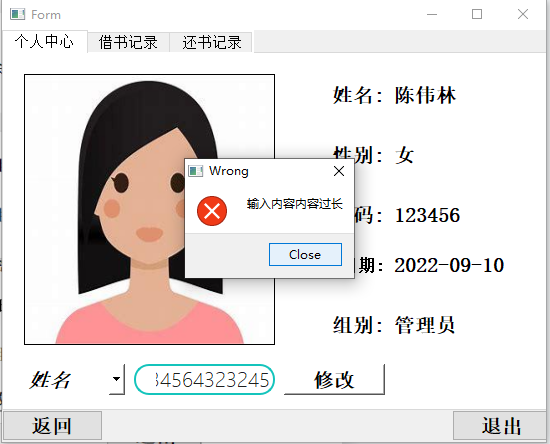 Form
个人中心 借书记录 还书记录
姓名: 陈伟林
性别: 女
Wrong
输入内容内容过长
码: 123456
Close
期: 2022-09-10
组别: 管理员
姓名 34564323245 修改
返回 退出